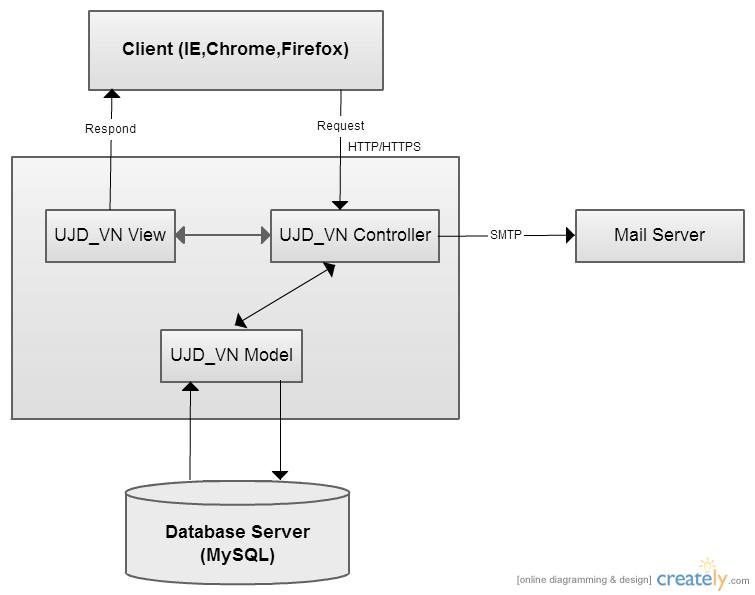 Client (IE,Chrome,Firefox)
Respond
Request
HTTP/HTTPS
UJD_VN View
UJD_VN Controller
SMTP
Mail Server
UJD_VN Model
Database Server
(MySQL)
[online diagramming & design] creately.com